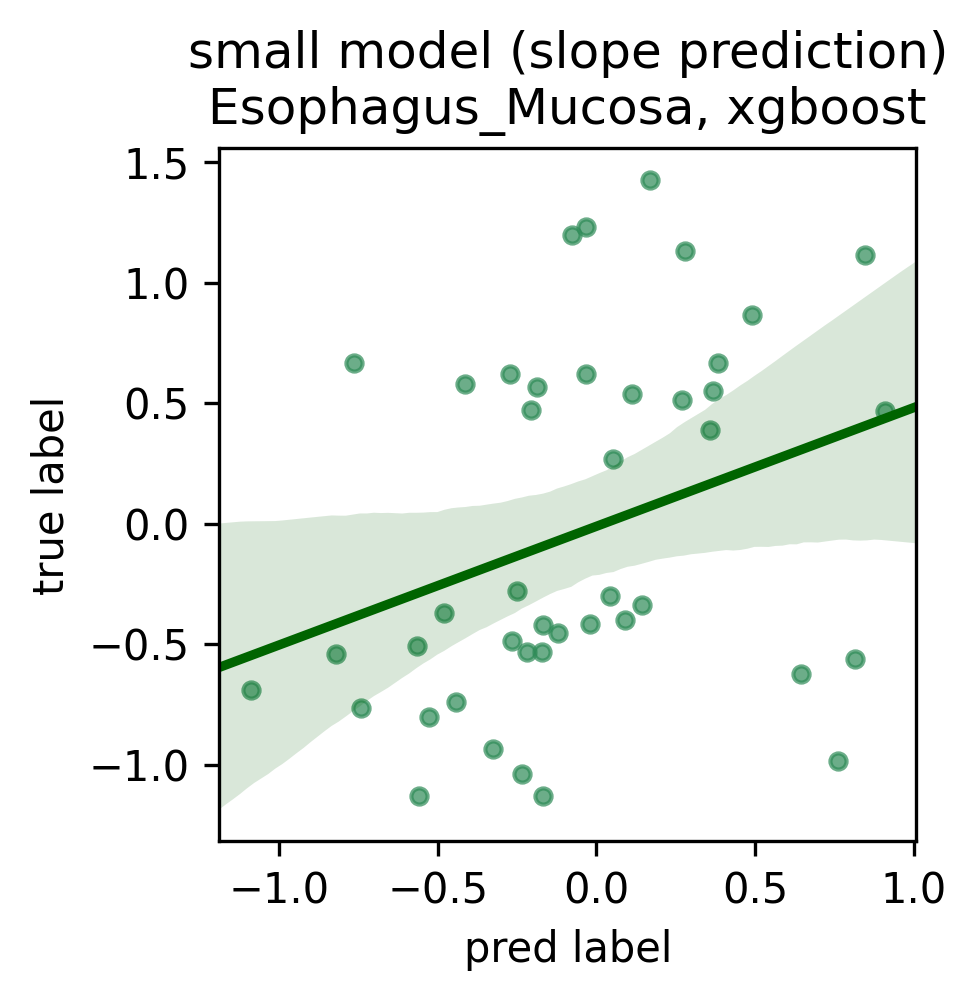 small model (slope prediction)
Esophagus_Mucosa, xgboost
1.5
1.0
0.5
0.0
−0.5
−1.0
true label
−1.0 −0.5 0.0 0.5 1.0
pred label